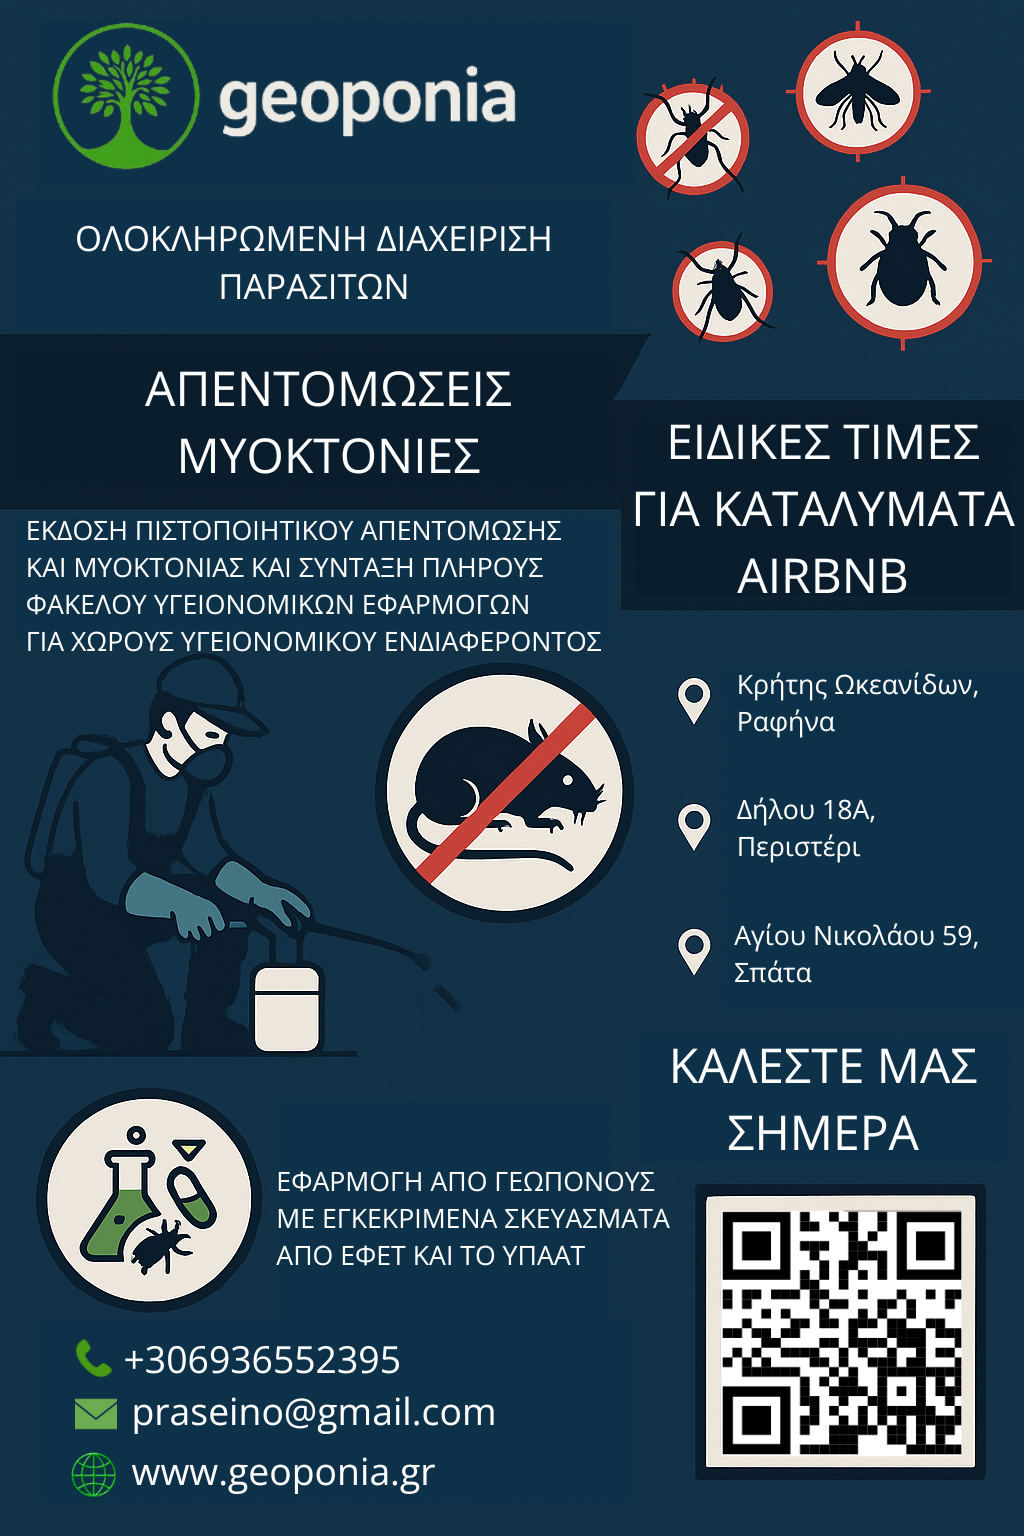 geoponia
ΟΛΟΚΛΗΡΩΜΕΝΗ ΔΙΑΧΕΙΡΙΣΗ
ΠΑΡΑΣΙΤΩΝ
ΑΠΕΝΤΟΜΩΣΕΙΣ
ΜΥΟΚΤΟΝΙΕΣ
ΕΙΔΙΚΕΣ ΤΙΜΕΣ
ΓΙΑ ΚΑΤΑΛΥΜΑΤΑ
AIRBNB
ΕΚΔΟΣΗ ΠΙΣΤΟΠΟΙΗΤΙΚΟΥ ΑΠΕΝΤΟΜΩΣΗΣ
ΚΑΙ ΜΥΟΚΤΟΝΙΑΣ ΚΑΙ ΣΥΝΤΑΞΗ ΠΛΗΡΟΥΣ
ΦΑΚΕΛΟΥ ΥΓΕΙΟΝΟΜΙΚΩΝ ΕΦΑΡΜΟΓΩΝ
ΓΙΑ ΧΩΡΟΥΣ ΥΓΕΙΟΝΟΜΙΚΟΥ ΕΝΔΙΑΦΕΡΟΝΤΟΣ
Κρήτης Ωκεανίδων,
Ραφήνα
Δήλου 18Α,
Περιστέρι
Αγίου Νικολάου 59,
Σπάτα
ΚΑΛΕΣΤΕ ΜΑΣ
ΣΗΜΕΡΑ
ΕΦΑΡΜΟΓΗ ΑΠΟ ΓΕΩΠΟΝΟΥΣ
ΜΕ ΕΓΚΕΚΡΙΜΕΝΑ ΣΚΕΥΑΣΜΑΤΑ
ΑΠΟ ΕΦΕΤ ΚΑΙ ΤΟ ΥΠΑΑΤ
+306936552395
praseino@gmail.com
www.geoponia.gr